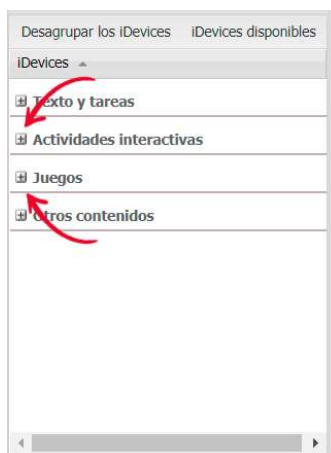 Desagrupar los iDevices iDevices disponibles
iDevices
Texto y tareas
Actividades interactivas
Juegos
Otros contenidos